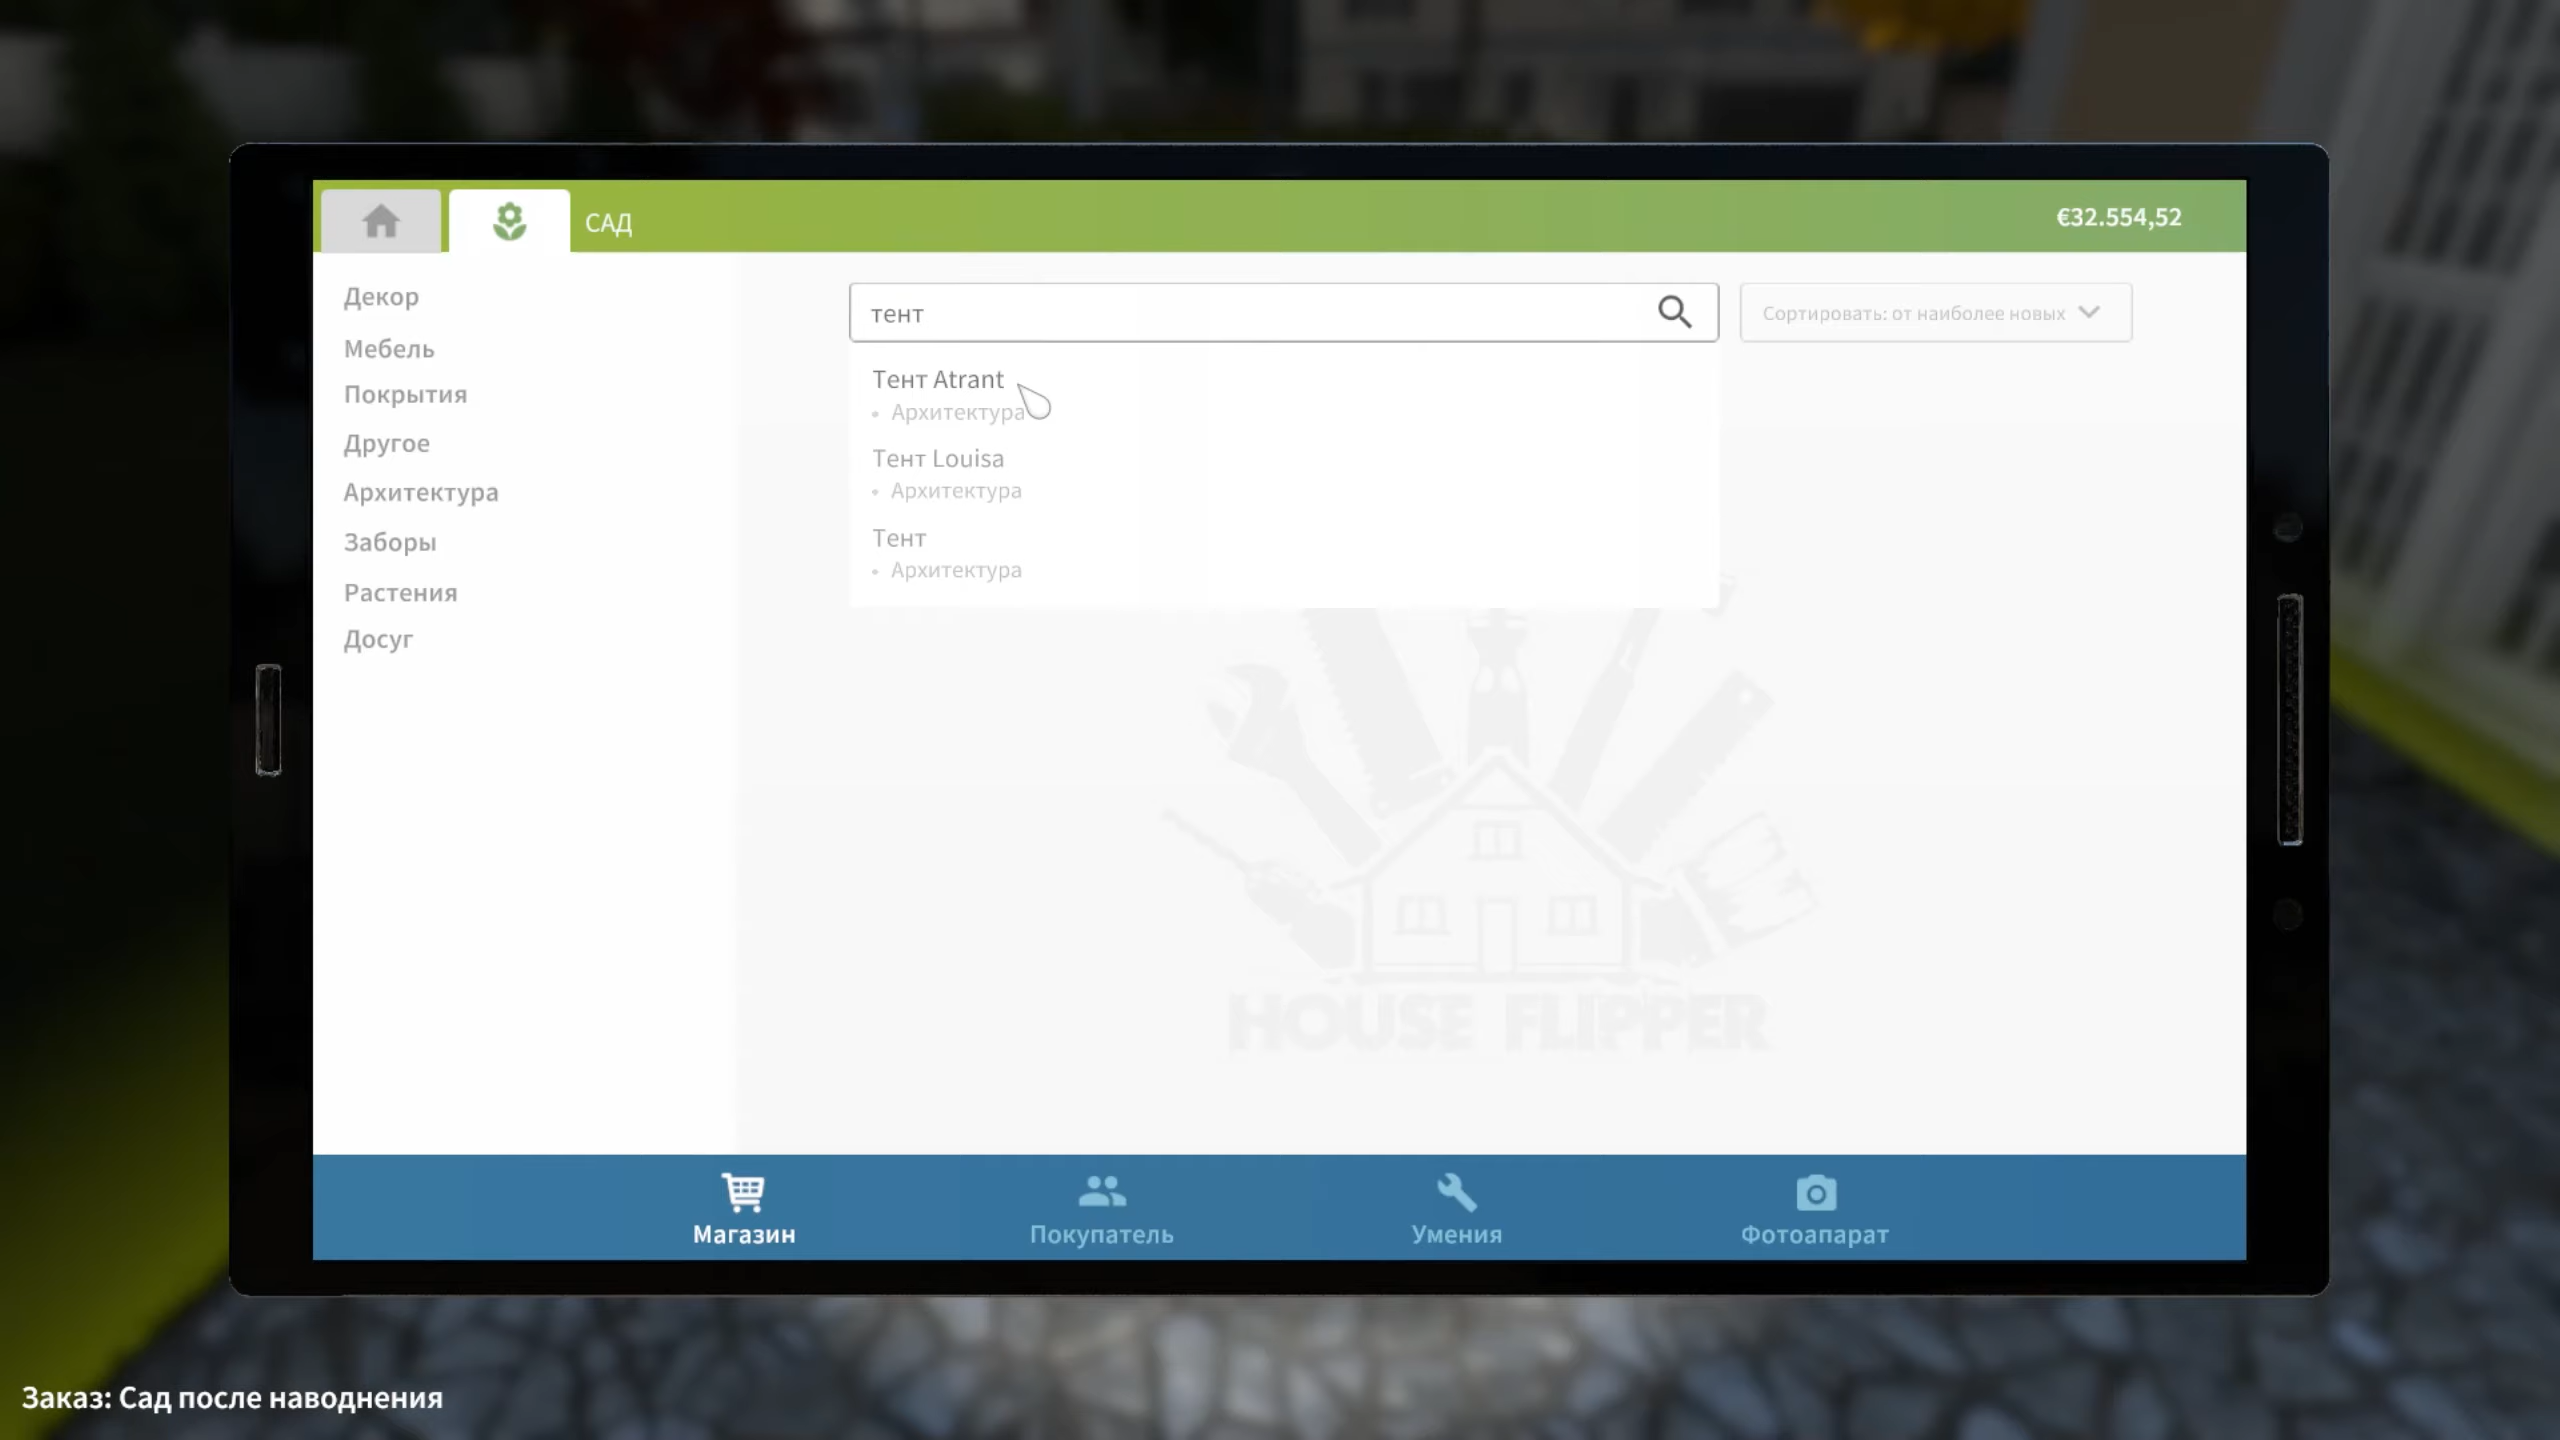 САД
€32.554,52
Декор
Мебель
Покрытия
Другое
Архитектура
Заборы
Растения
Досуг
тент
Сортировать: от наиболее новых
Тент Atrant
• Архитектура
Тент Louisa
• Архитектура
Тент
• Архитектура
HOUSE FLIPPER
Магазин
Покупатель
Умения
Фотоапарат
Заказ: Сад после наводнения